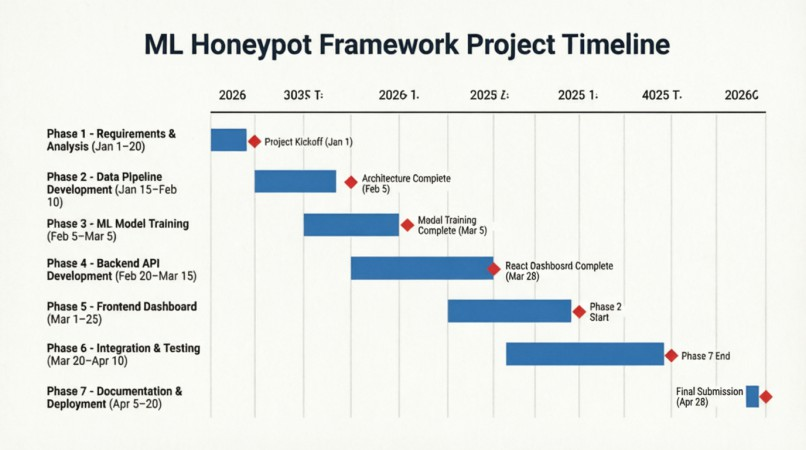 ML Honeypot Framework Project Timeline
2026 303S T: 2026 1. 2025 1: 4025 T. 2026C
Phase 1 - Requirements &
Analysis (Jan 1–20)
Project Kickoff (Jan 1)
Phase 2 - Data Pipeline
Development (Jan 15–Feb
10)
Architecture Complete
(Feb 5)
Phase 3 - ML Model Training
(Feb 5–Mar 5)
Modal Training
Complete (Mar 5)
Phase 4 - Backend API
Development (Feb 20–Mar 15)
React Dashbosrd Complete
(Mar 28)
Phase 5 - Frontend Dashboard
(Mar 1–25)
Phase 2
Start
Phase 6 - Integration & Testing
(Mar 20–Apr 10)
Phase 7 End
Phase 7 - Documentation &
Deployment (Apr 5–20)
Final Submission
(Apr 28)